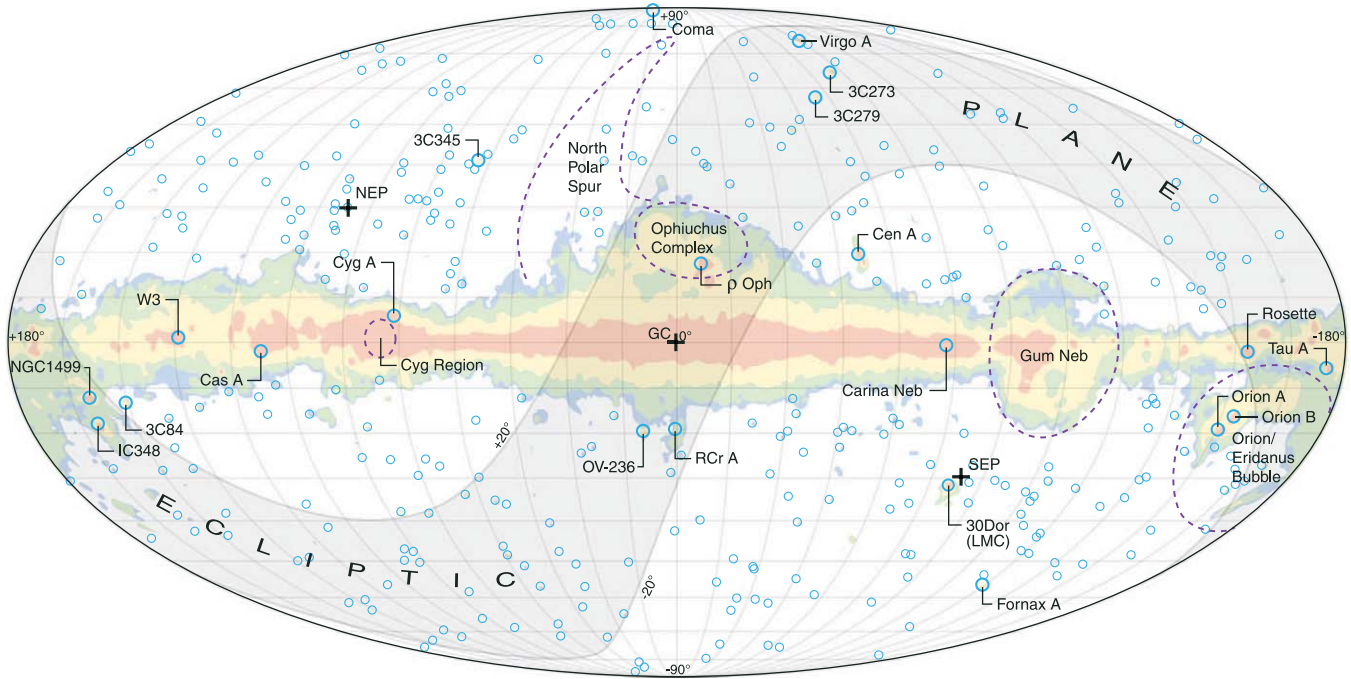 +90°
Coma
Virgo A
3C273
3C279
P L A N E
3C345
North
Polar
Spur
NEP
Ophiuchus
Complex
Cen A
Cyg A
ρ Oph
W3
Rosette
+180°
GC
0°
-180°
Tau A
NGC1499
Cas A
Cyg Region
Gum Neb
Carina Neb
Orion A
Orion B
3C84
IC348
+20°
OV-236
RCr A
Orion/
Eridanus
Bubble
SEP
E C L I P T I C
30Dor
(LMC)
-20°
Fornax A
-90°